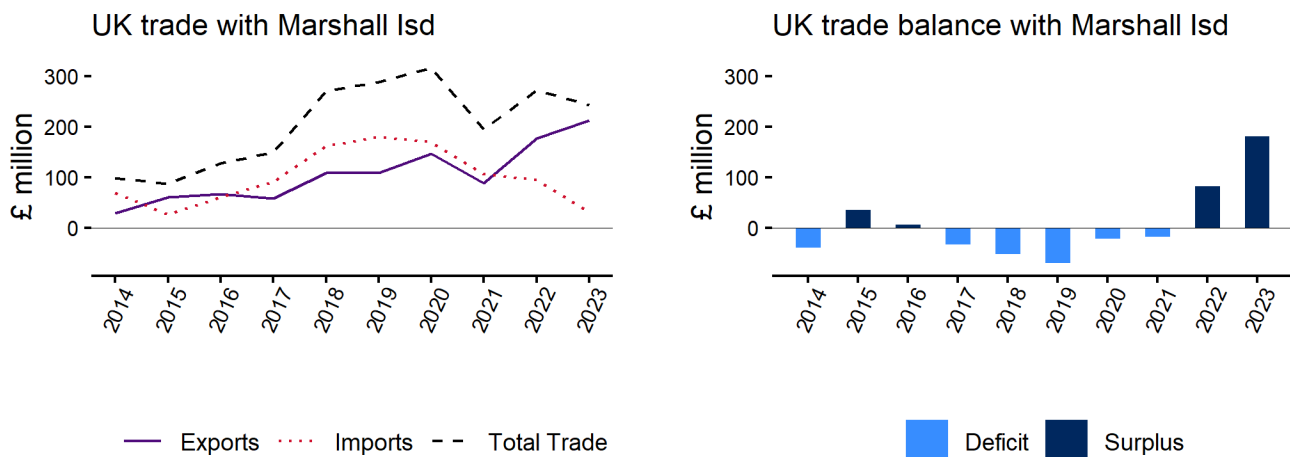 UK trade with Marshall Isd
£ million
300
200
100
0
2014 2015 2016 2017 2018 2019 2020 2021 2022 2023
Exports Imports Total Trade
UK trade balance with Marshall Isd
£ million
300
200
100
0
2014 2015 2016 2017 2018 2019 2020 2021 2022 2023
Deficit Surplus